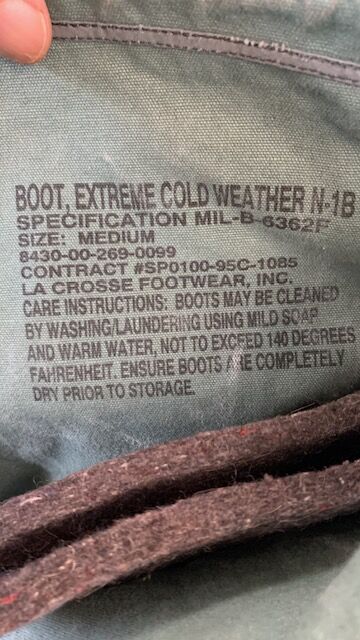 BOOT, EXTREME COLD WEATHER N-1B
SPECIFICATION MIL-B-6362F
SIZE: MEDIUM
8430-00-269-0099
CONTRACT #SP0100-95C-1085
LA CROSSE FOOTWEAR, INC.
CARE INSTRUCTIONS: BOOTS MAY BE CLEANED
BY WASHING/LAUNDERING USING MILD SOAP
AND WARM WATER, NOT TO EXCEED 140 DEGREES
FAHRENHEIT. ENSURE BOOTS ARE COMPLETELY
DRY PRIOR TO STORAGE.